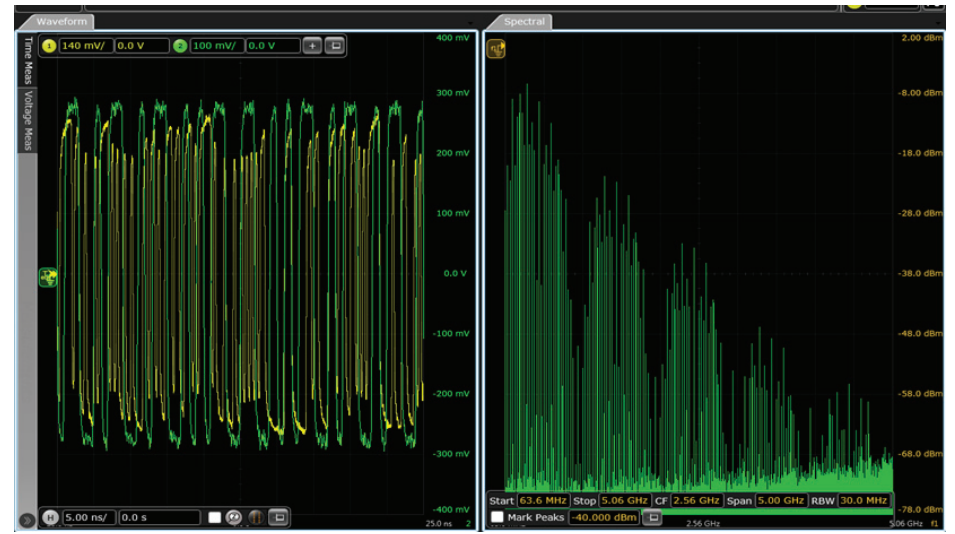 Waveform
Spectral
Time Meas
Voltage Meas
1 140 mV/ 0.0 V 2 100 mV/ 0.0 V +
400 mV
300 mV
200 mV
100 mV
0.0 V
-100 mV
-200 mV
-300 mV
-400 mV
H 5.00 ns/ 0.0 s
25.0 ns 2
2.00 dBm
-8.00 dBm
-18.0 dBm
-28.0 dBm
-38.0 dBm
-48.0 dBm
-58.0 dBm
-68.0 dBm
-78.0 dBm
Start 63.6 MHz Stop 5.06 GHz CF 2.56 GHz Span 5.00 GHz RBW 30.0 MHz
Mark Peaks -40.000 dBm
2.56 GHz
5.06 GHz f1